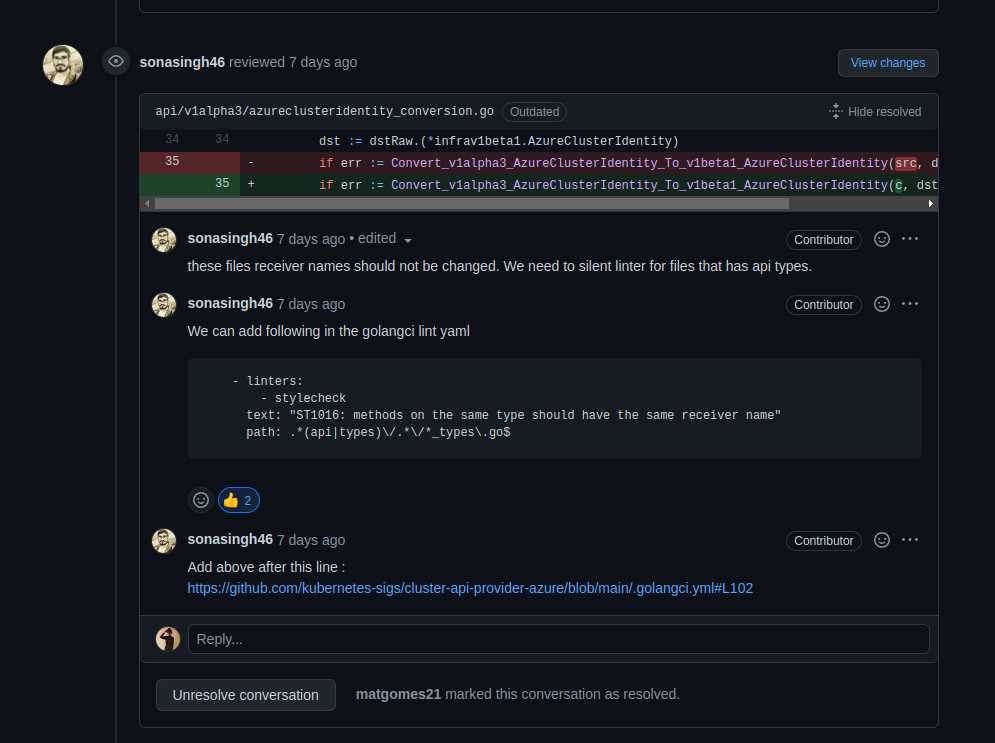 sonasingh46 reviewed 7 days ago
View changes
api/v1alpha3/azureclusteridentity_conversion.go Outdated
Hide resolved
34 34 dst := dstRaw.(*infrav1beta1.AzureClusterIdentity)
35 - if err := Convert_v1alpha3_AzureClusterIdentity_To_v1beta1_AzureClusterIdentity(src, d
35 + if err := Convert_v1alpha3_AzureClusterIdentity_To_v1beta1_AzureClusterIdentity(c, dst
sonasingh46 7 days ago • edited
Contributor
these files receiver names should not be changed. We need to silent linter for files that has api types.
sonasingh46 7 days ago
Contributor
We can add following in the golangci lint yaml
- linters:
- stylecheck
text: "ST1016: methods on the same type should have the same receiver name"
path: .*(api|types)\/.*\/*_types\.go$
2
sonasingh46 7 days ago
Contributor
Add above after this line :
https://github.com/kubernetes-sigs/cluster-api-provider-azure/blob/main/.golangci.yml#L102
Reply...
Unresolve conversation
matgomes21 marked this conversation as resolved.